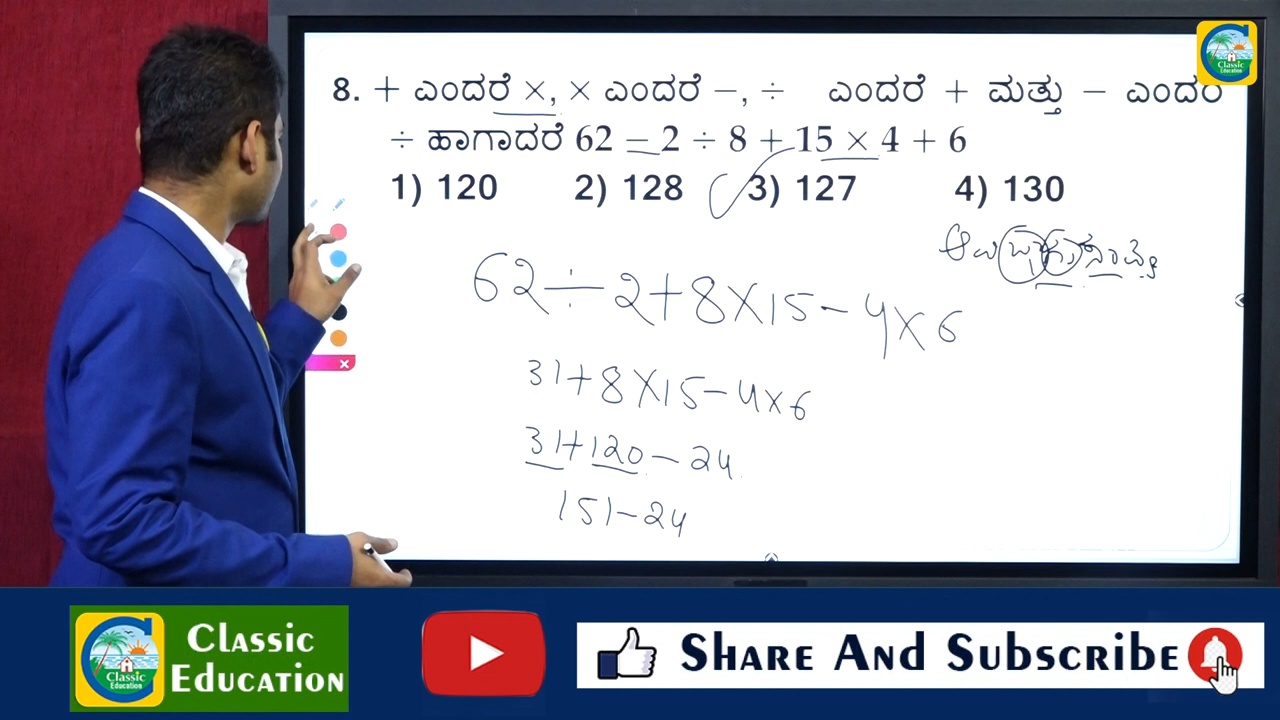 8. + ಎಂದರೆ ×, × ಎಂದರೆ −, ÷ ಎಂದರೆ + ಮತ್ತು − ಎಂದರೆ
÷ ಹಾಗಾದರೆ 62 − 2 ÷ 8 + 15 × 4 + 6
1) 120 2) 128 3) 127 4) 130
62 ÷ 2 + 8 × 15 − 4 × 6
31 + 8 × 15 − 4 × 6
31 + 120 − 24
151 − 24
Classic
Education
Classic
Education
Classic
Education
Share And Subscribe